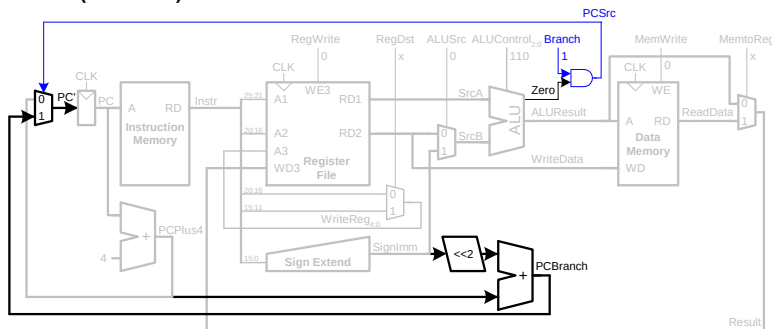 PCSrc
RegWrite RegDst ALUSrc ALUControl2:0 Branch MemWrite MemtoReg
0 x 0 110 1 0 x
CLK CLK CLK
0 PC' PC A RD Instr 25:21 A1 WE3 RD1 SrcA Zero WE 0
1 ALU ALUResult A RD ReadData 1
Instruction
Memory
20:16 A2 RD2 0 SrcB Data
A3 1 Memory
WD3 Register
File
WriteData WD
20:16 0
15:11 1
WriteReg4:0
PCPlus4
+
4
SignImm
15:0 Sign Extend
<<2
+
PCBranch
Result